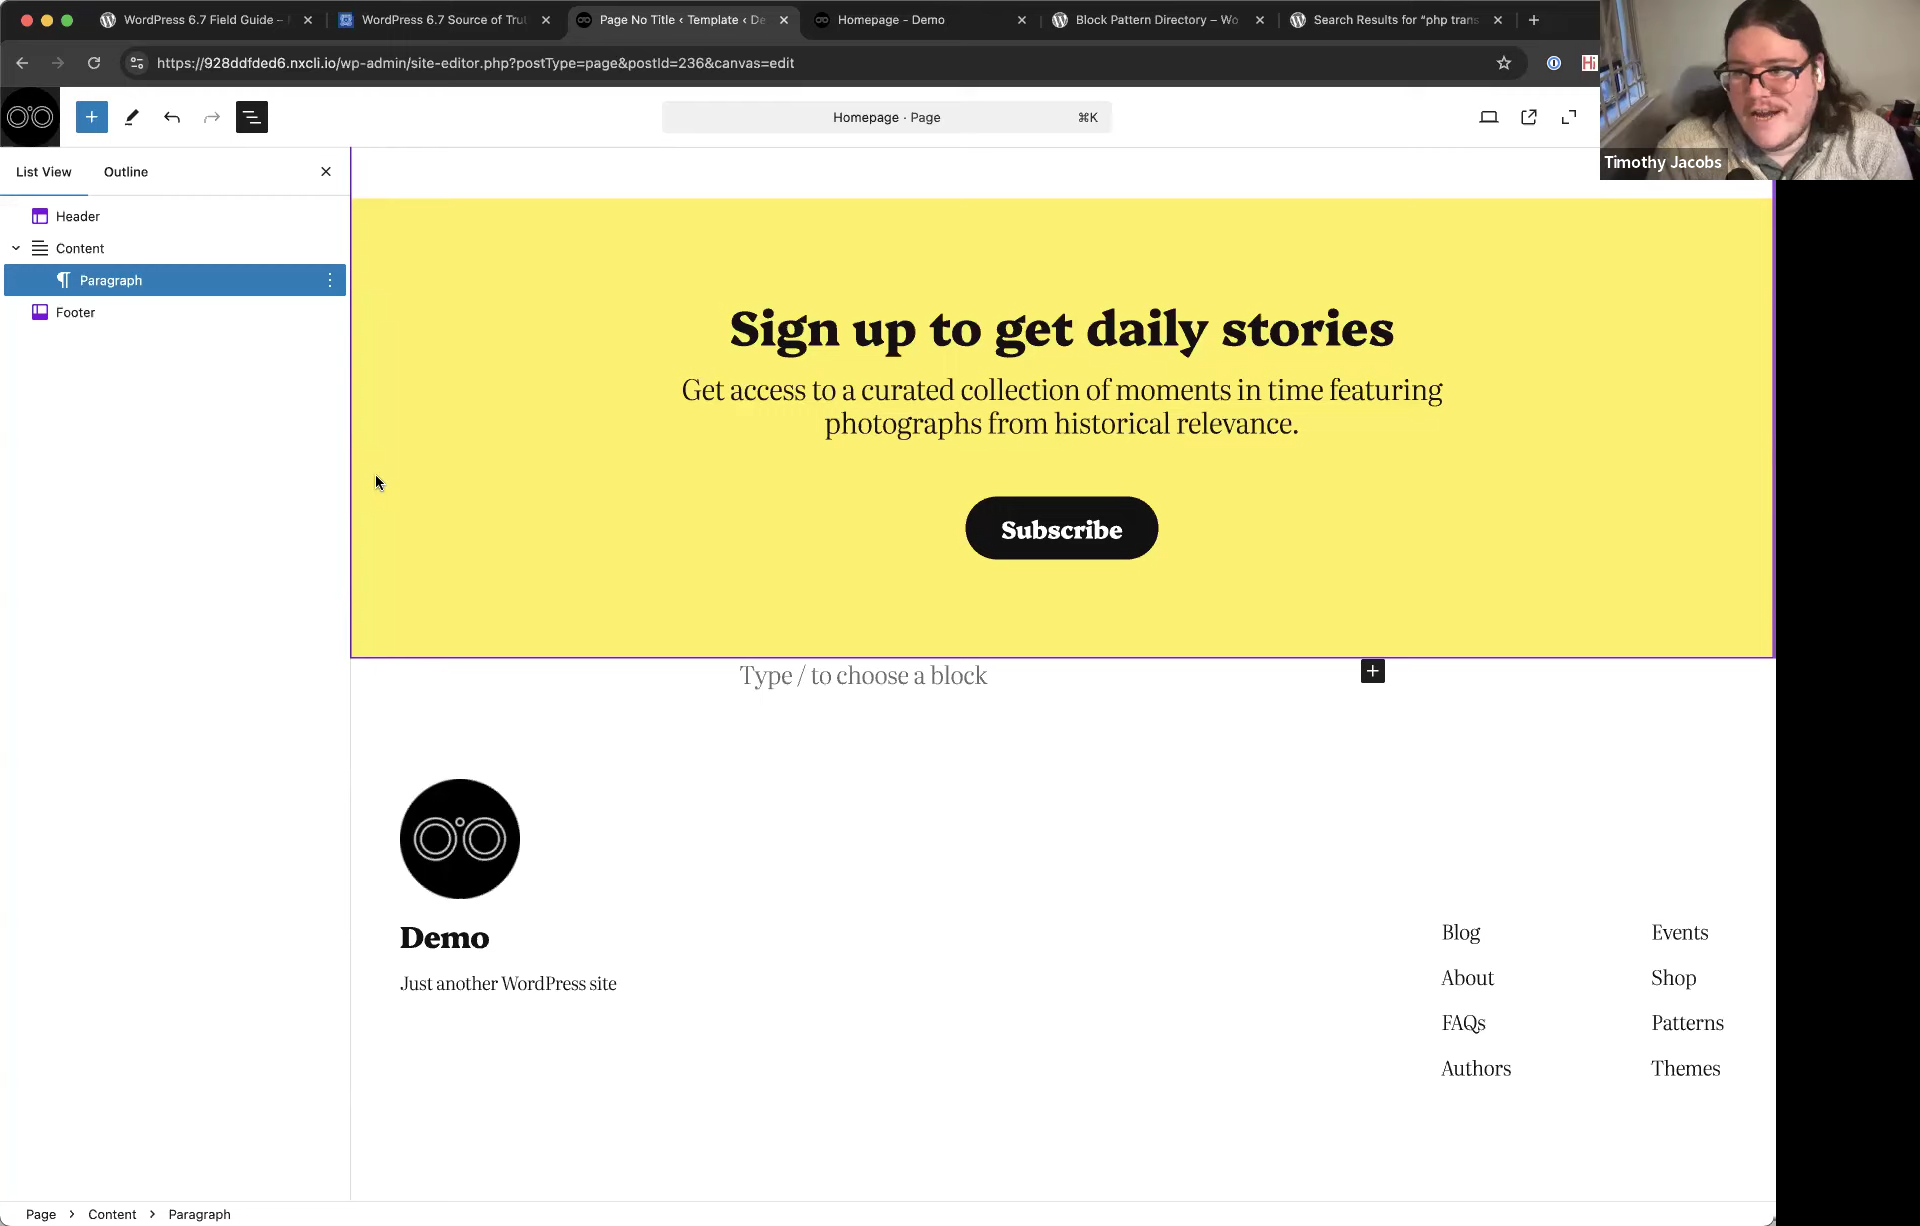 WordPress 6.7 Field Guide –
WordPress 6.7 Source of Trut
Page No Title ‹ Template ‹ De
Homepage - Demo
Block Pattern Directory – Wo
Search Results for “php trans
https://928ddfded6.nxcli.io/wp-admin/site-editor.php?postType=page&postId=236&canvas=edit
Hi
Homepage · Page ⌘K
Timothy Jacobs
List View Outline
Header
Content
Paragraph
Footer
Sign up to get daily stories
Get access to a curated collection of moments in time featuring
photographs from historical relevance.
Subscribe
Type / to choose a block
Demo
Just another WordPress site
Blog Events
About Shop
FAQs Patterns
Authors Themes
Page > Content > Paragraph